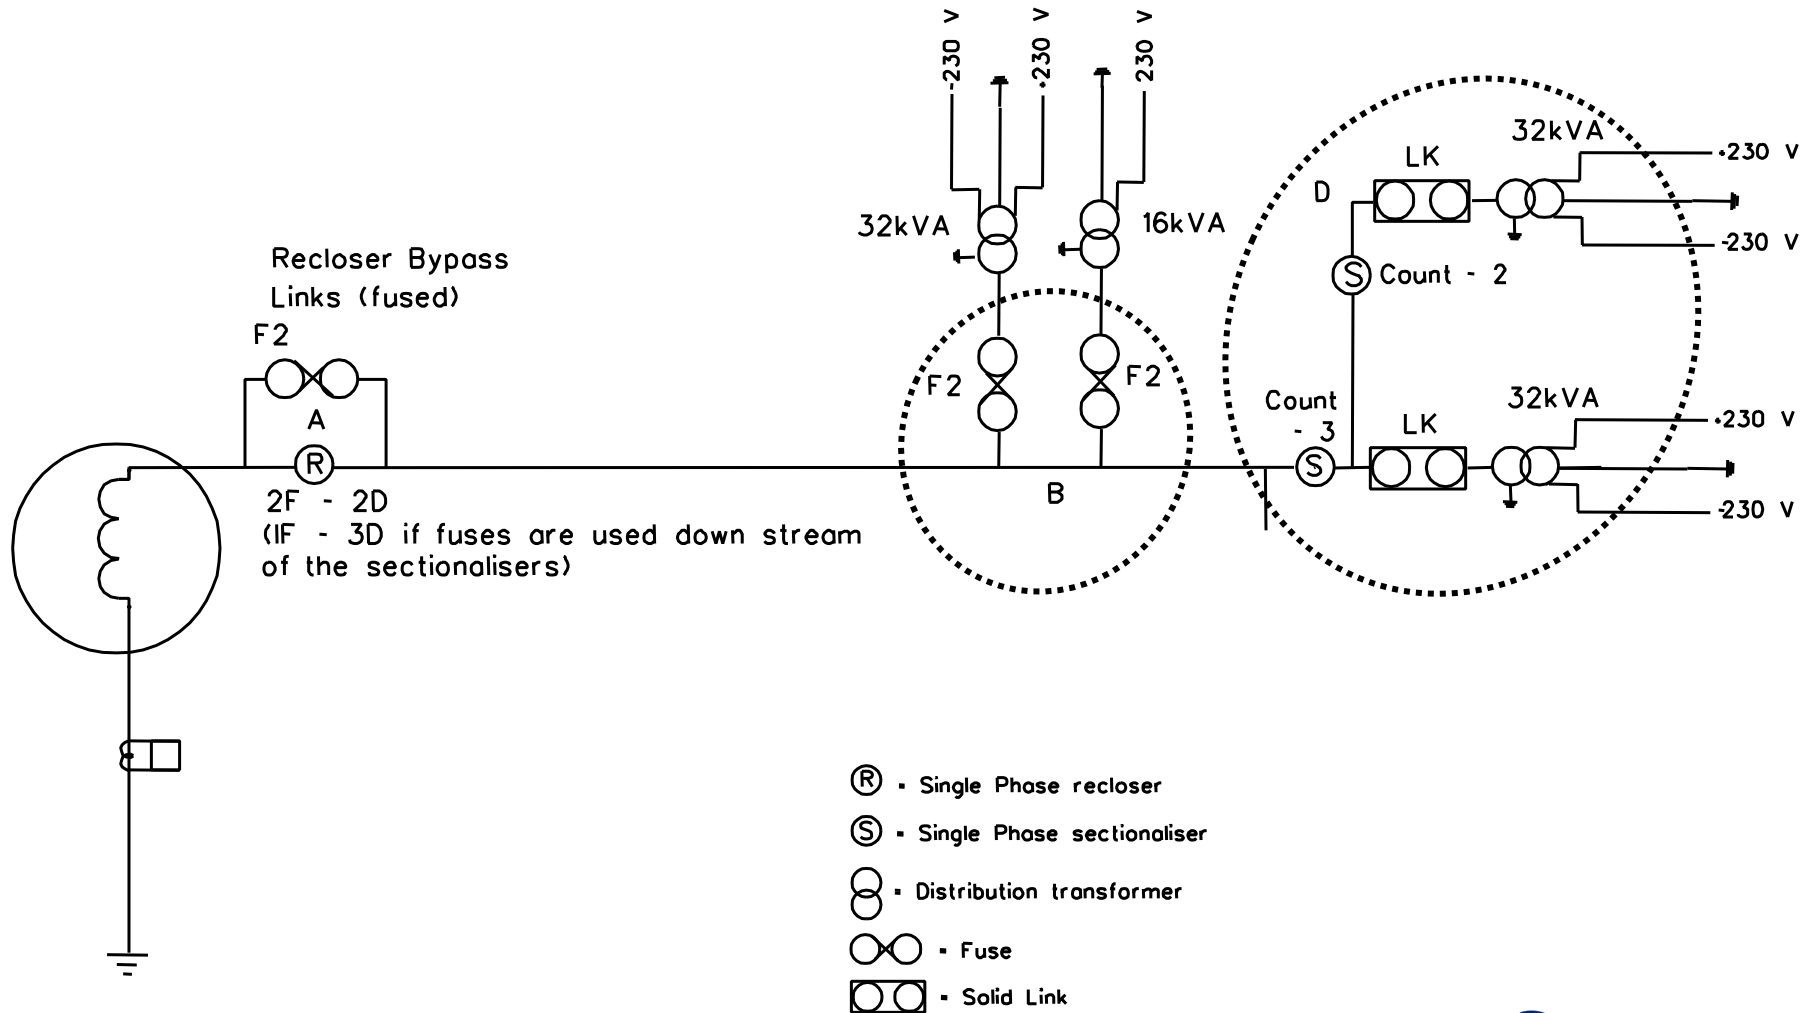 -230 V
-230 V
-230 V
32kVA
16kVA
F2
F2
B
Recloser Bypass
Links (fused)
F2
A
R
2F - 2D
(1F - 3D if fuses are used down stream
of the sectionalisers)
32kVA
-230 V
LK
D
-230 V
S Count - 2
32kVA
-230 V
Count
- 3
LK
S
-230 V
R - Single Phase recloser
S - Single Phase sectionaliser
- Distribution transformer
- Fuse
- Solid Link